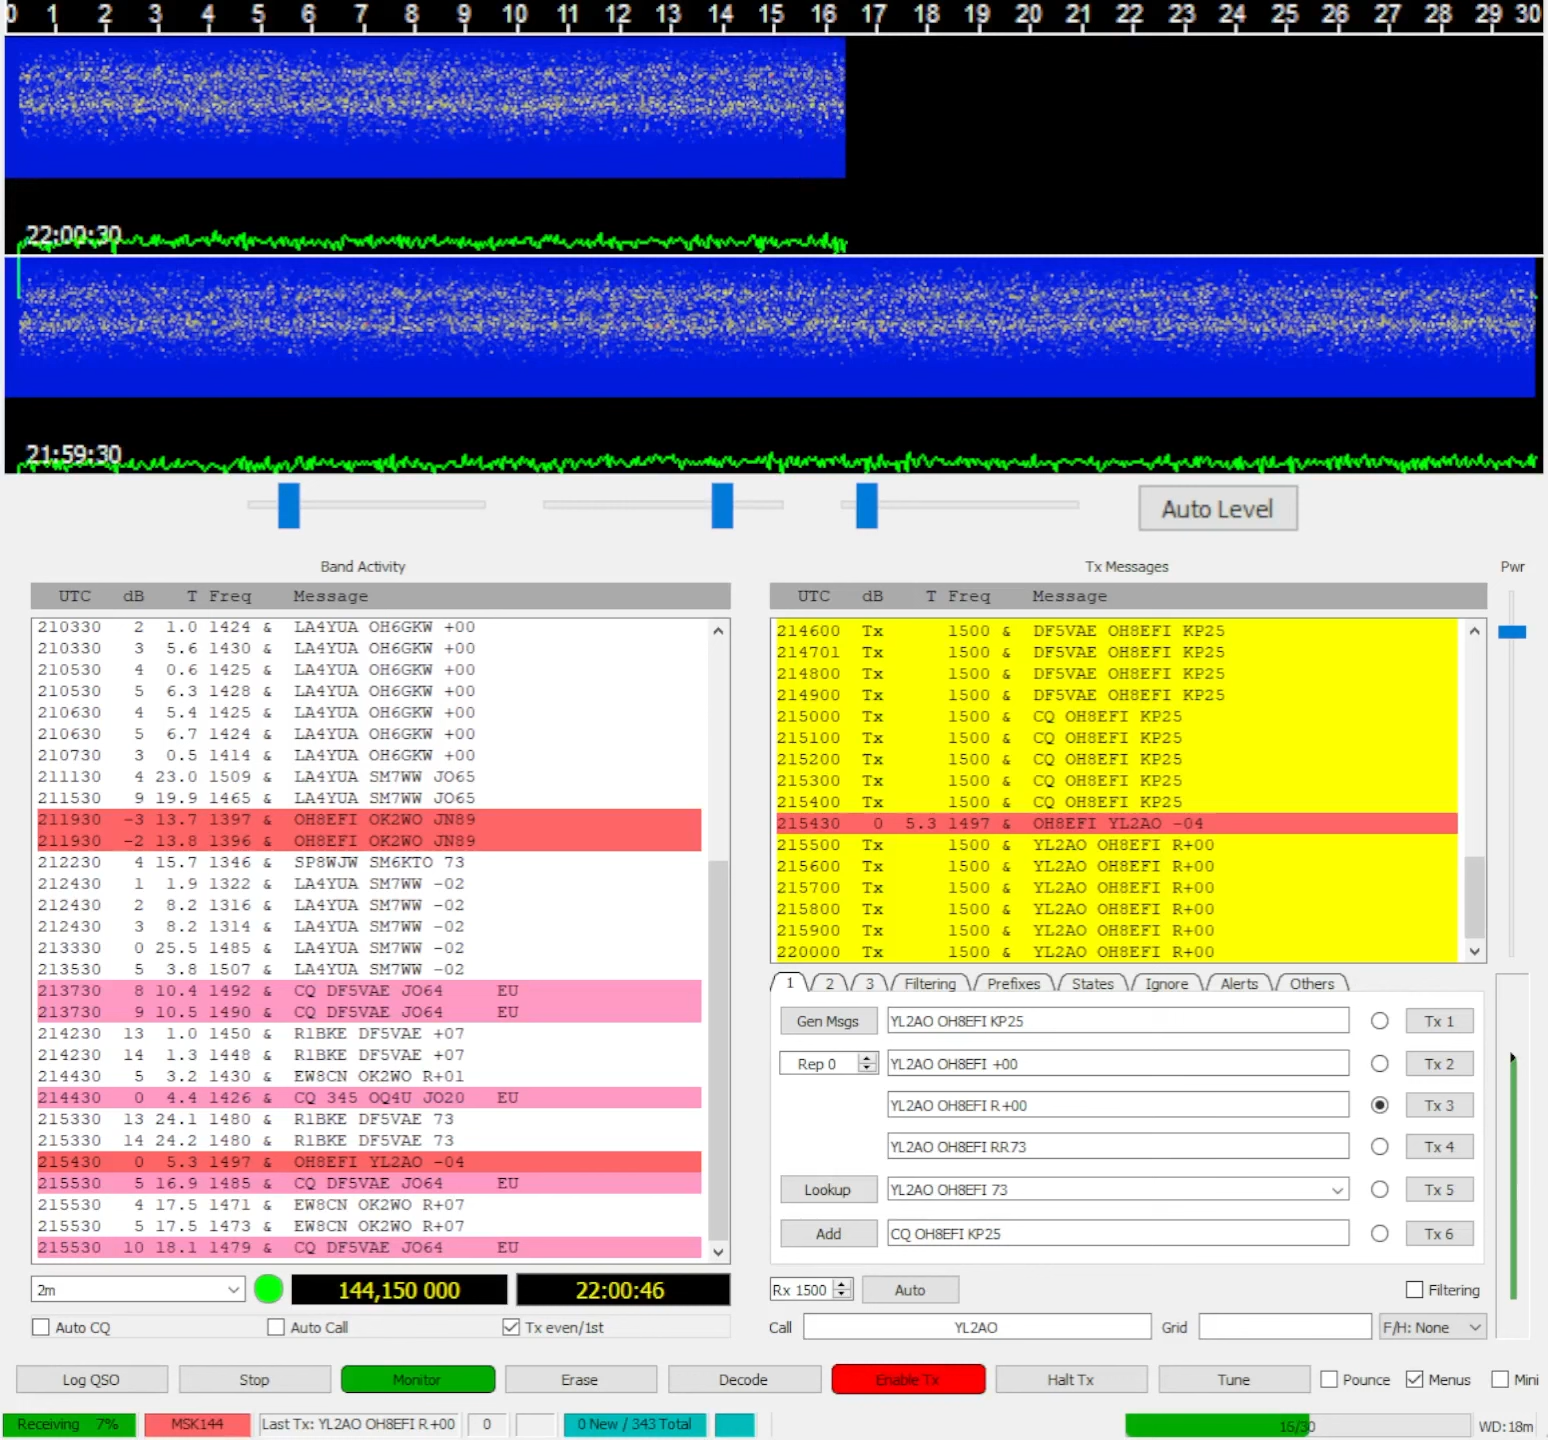 0 1 2 3 4 5 6 7 8 9 10 11 12 13 14 15 16 17 18 19 20 21 22 23 24 25 26 27 28 29 30
22:00:30
21:59:30
Auto Level
Band Activity
Tx Messages
Pwr
UTC dB T Freq Message
210330 2 1.0 1424 & LA4YUA OH6GKW +00
210330 3 5.6 1430 & LA4YUA OH6GKW +00
210530 4 0.6 1425 & LA4YUA OH6GKW +00
210530 5 6.3 1428 & LA4YUA OH6GKW +00
210630 4 5.4 1425 & LA4YUA OH6GKW +00
210630 5 6.7 1424 & LA4YUA OH6GKW +00
210730 3 0.5 1414 & LA4YUA OH6GKW +00
211130 4 23.0 1509 & LA4YUA SM7WW JO65
211530 9 19.9 1465 & LA4YUA SM7WW JO65
211930 -3 13.7 1397 & OH8EFI OK2WO JN89
211930 -2 13.8 1396 & OH8EFI OK2WO JN89
212230 4 15.7 1346 & SP8WJW SM6KTO 73
212430 1 1.9 1322 & LA4YUA SM7WW -02
212430 2 8.2 1316 & LA4YUA SM7WW -02
212430 3 8.2 1314 & LA4YUA SM7WW -02
213330 0 25.5 1485 & LA4YUA SM7WW -02
213530 5 3.8 1507 & LA4YUA SM7WW -02
213730 8 10.4 1492 & CQ DF5VAE JO64 EU
213730 9 10.5 1490 & CQ DF5VAE JO64 EU
214230 13 1.0 1450 & R1BKE DF5VAE +07
214230 14 1.3 1448 & R1BKE DF5VAE +07
214430 5 3.2 1430 & EW8CN OK2WO R+01
214430 0 4.4 1426 & CQ 345 OQ4U JO20 EU
215330 13 24.1 1480 & R1BKE DF5VAE 73
215330 14 24.2 1480 & R1BKE DF5VAE 73
215430 0 5.3 1497 & OH8EFI YL2AO -04
215530 5 16.9 1485 & CQ DF5VAE JO64 EU
215530 4 17.5 1471 & EW8CN OK2WO R+07
215530 5 17.5 1473 & EW8CN OK2WO R+07
215530 10 18.1 1479 & CQ DF5VAE JO64 EU
UTC dB T Freq Message
214600 Tx 1500 & DF5VAE OH8EFI KP25
214701 Tx 1500 & DF5VAE OH8EFI KP25
214800 Tx 1500 & DF5VAE OH8EFI KP25
214900 Tx 1500 & DF5VAE OH8EFI KP25
215000 Tx 1500 & CQ OH8EFI KP25
215100 Tx 1500 & CQ OH8EFI KP25
215200 Tx 1500 & CQ OH8EFI KP25
215300 Tx 1500 & CQ OH8EFI KP25
215400 Tx 1500 & CQ OH8EFI KP25
215430 0 5.3 1497 & OH8EFI YL2AO -04
215500 Tx 1500 & YL2AO OH8EFI R+00
215600 Tx 1500 & YL2AO OH8EFI R+00
215700 Tx 1500 & YL2AO OH8EFI R+00
215800 Tx 1500 & YL2AO OH8EFI R+00
215900 Tx 1500 & YL2AO OH8EFI R+00
220000 Tx 1500 & YL2AO OH8EFI R+00
1 2 3 Filtering Prefixes States Ignore Alerts Others
Gen Msgs YL2AO OH8EFI KP25 Tx 1
Rep 0 YL2AO OH8EFI +00 Tx 2
YL2AO OH8EFI R+00 Tx 3
YL2AO OH8EFI RR73 Tx 4
Lookup YL2AO OH8EFI 73 Tx 5
Add CQ OH8EFI KP25 Tx 6
2m 144,150 000 22:00:46
Rx 1500 Auto Filtering
Auto CQ Auto Call Tx even/1st
Call YL2AO Grid F/H: None
Log QSO Stop Monitor Erase Decode Enable Tx Halt Tx Tune Pounce Menus Mini
Receiving 7% MSK144 Last Tx: YL2AO OH8EFI R+00 0 0 New / 343 Total 16/30 WD:18m